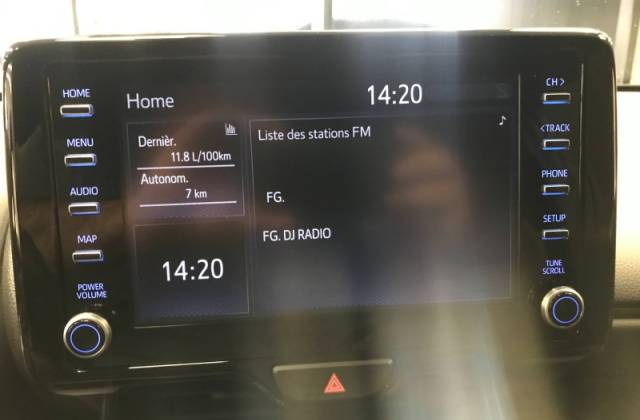 HOME
MENU
AUDIO
MAP
POWER
VOLUME
Home
14:20
Dernièr.
11.8 L/100km
Autonom.
7 km
14:20
Liste des stations FM
FG.
FG. DJ RADIO
CH >
< TRACK
PHONE
SETUP
TUNE
SCROLL